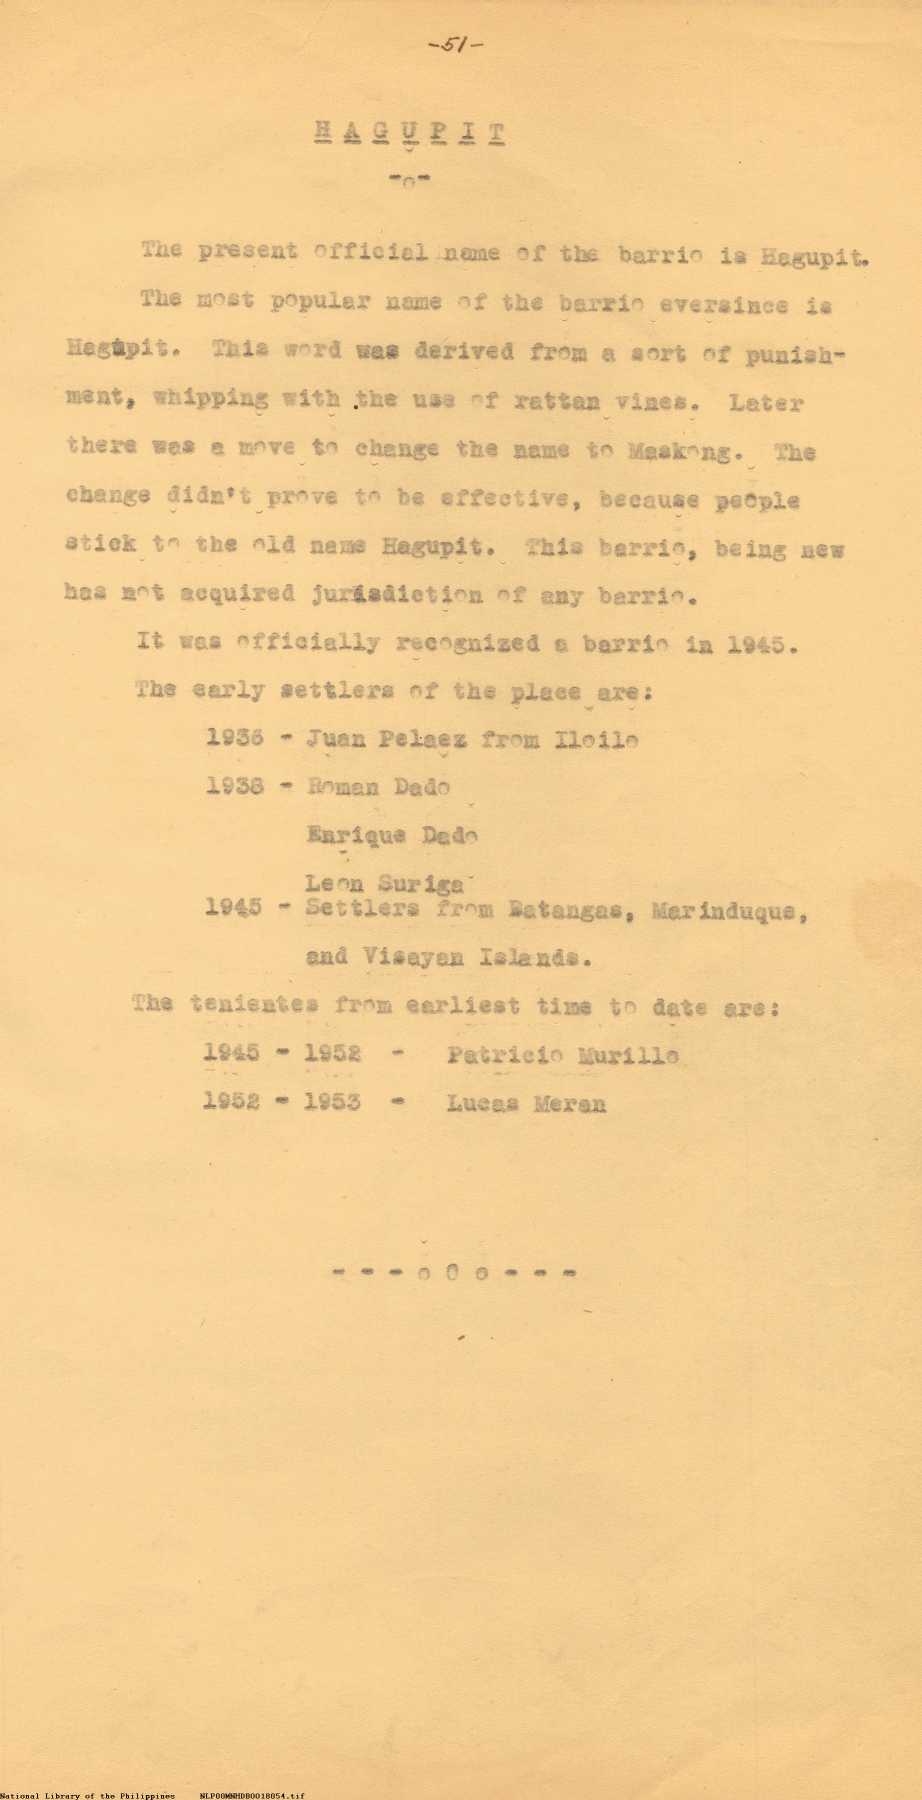 -51-
H A G U P I T
-o-
The present official name of the barrio is Hagupit.
The most popular name of the barrio eversince is
Hagupit. This word was derived from a sort of punish-
ment, whipping with the use of rattan vines. Later
there was a move to change the name to Maskong. The
change didn't prove to be effective, because people
stick to the old name Hagupit. This barrio, being new
has not acquired jurisdiction of any barrio.
It was officially recognized a barrio in 1945.
The early settlers of the place are:
1936 - Juan Pelaez from Iloilo
1938 - Roman Dado
Enrique Dado
Leon Suriga
1945 - Settlers from Batangas, Marinduque,
and Visayan Islands.
The tenientes from earliest time to date are:
1945 - 1952 - Patricio Murillo
1952 - 1953 - Lucas Meran
- - - o 0 o - - -
National Library of the Philippines NLP00MNHDB0018054.tif